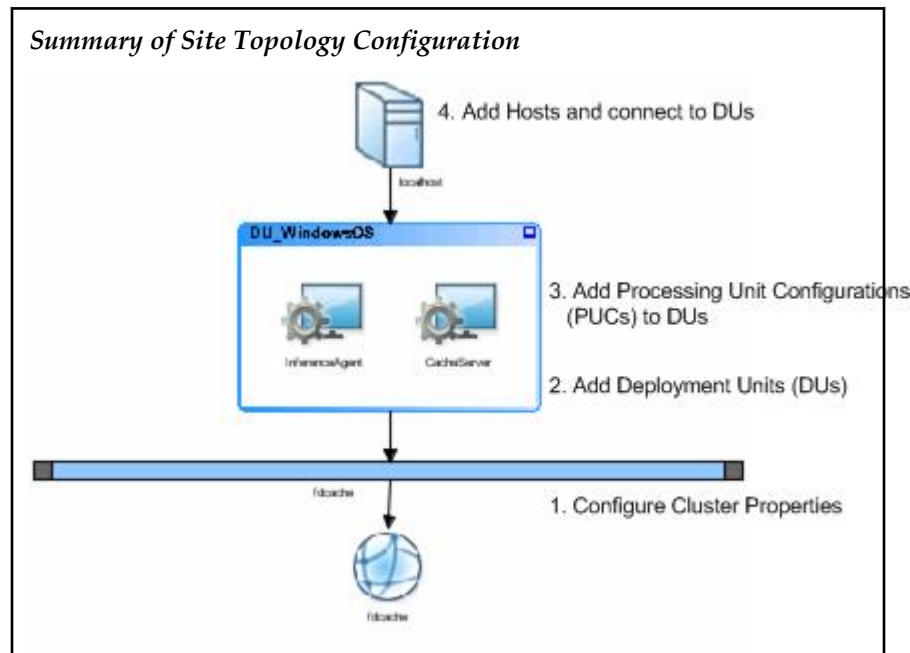 Summary of Site Topology Configuration
4. Add Hosts and connect to DUs
localhost
DU_WindowsOS
3. Add Processing Unit Configurations
(PUCs) to DUs
InferenceAgent
CacheServer
2. Add Deployment Units (DUs)
fdcache
1. Configure Cluster Properties
fdcache